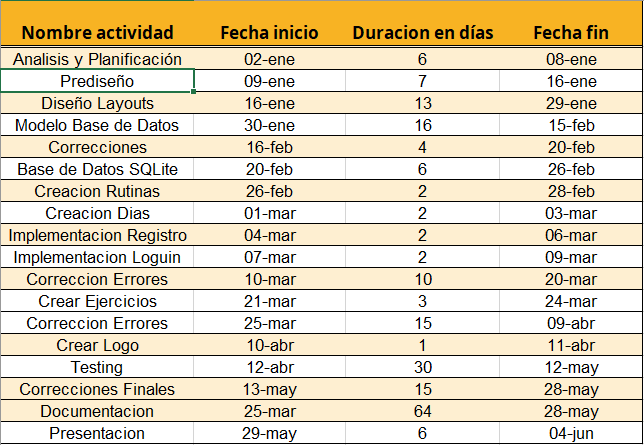 Nombre actividad Fecha inicio Duracion en días Fecha fin
Analisis y Planificación 02-ene 6 08-ene
Prediseño 09-ene 7 16-ene
Diseño Layouts 16-ene 13 29-ene
Modelo Base de Datos 30-ene 16 15-feb
Correcciones 16-feb 4 20-feb
Base de Datos SQLite 20-feb 6 26-feb
Creacion Rutinas 26-feb 2 28-feb
Creacion Dias 01-mar 2 03-mar
Implementacion Registro 04-mar 2 06-mar
Implementacion Loguin 07-mar 2 09-mar
Correccion Errores 10-mar 10 20-mar
Crear Ejercicios 21-mar 3 24-mar
Correccion Errores 25-mar 15 09-abr
Crear Logo 10-abr 1 11-abr
Testing 12-abr 30 12-may
Correcciones Finales 13-may 15 28-may
Documentacion 25-mar 64 28-may
Presentacion 29-may 6 04-jun